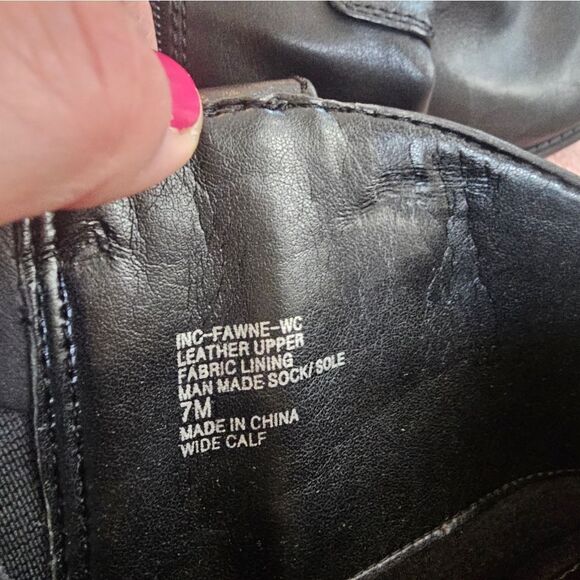 INC-FAWNE-WC
LEATHER UPPER
FABRIC LINING
MAN MADE SOCK/SOLE
7M
MADE IN CHINA
WIDE CALF